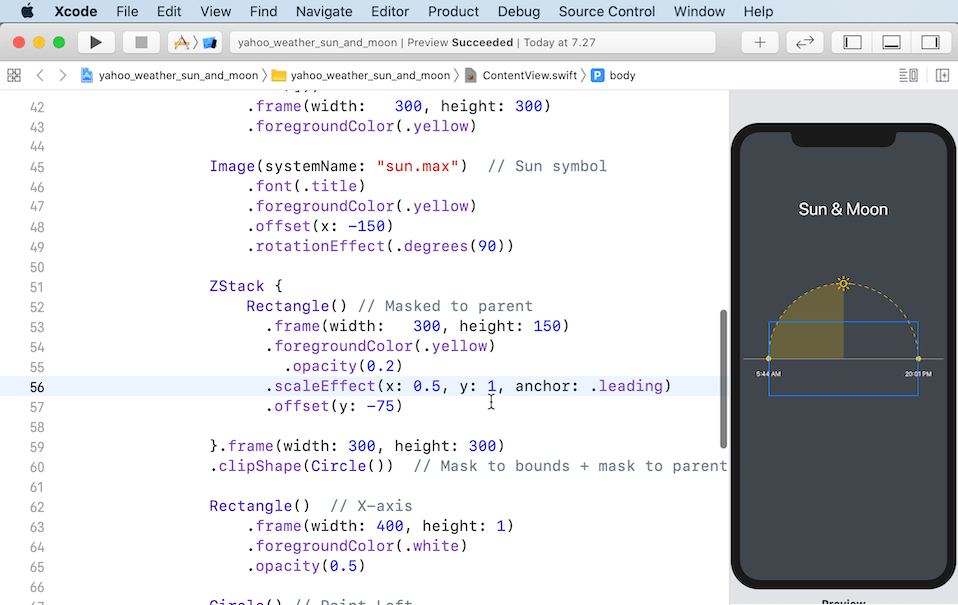 Xcode File Edit View Find Navigate Editor Product Debug Source Control Window Help
yahoo_weather_sun_and_moon | Preview Succeeded | Today at 7.27
yahoo_weather_sun_and_moon yahoo_weather_sun_and_moon ContentView.swift P body
42 .frame(width:   300, height: 300)
43 .foregroundColor(.yellow)
44
45 Image(systemName: "sun.max")  // Sun symbol
46 .font(.title)
47 .foregroundColor(.yellow)
48 .offset(x: -150)
49 .rotationEffect(.degrees(90))
50
51 ZStack {
52 Rectangle() // Masked to parent
53 .frame(width:   300, height: 150)
54 .foregroundColor(.yellow)
55 .opacity(0.2)
56 .scaleEffect(x: 0.5, y: 1, anchor: .leading)
57 .offset(y: -75)
58
59 }.frame(width: 300, height: 300)
60 .clipShape(Circle())  // Mask to bounds + mask to parent
61
62 Rectangle()  // X-axis
63 .frame(width: 400, height: 1)
64 .foregroundColor(.white)
65 .opacity(0.5)
66
67 Circle() // Point Left
Sun & Moon
5:44 AM
20:01 PM
Preview